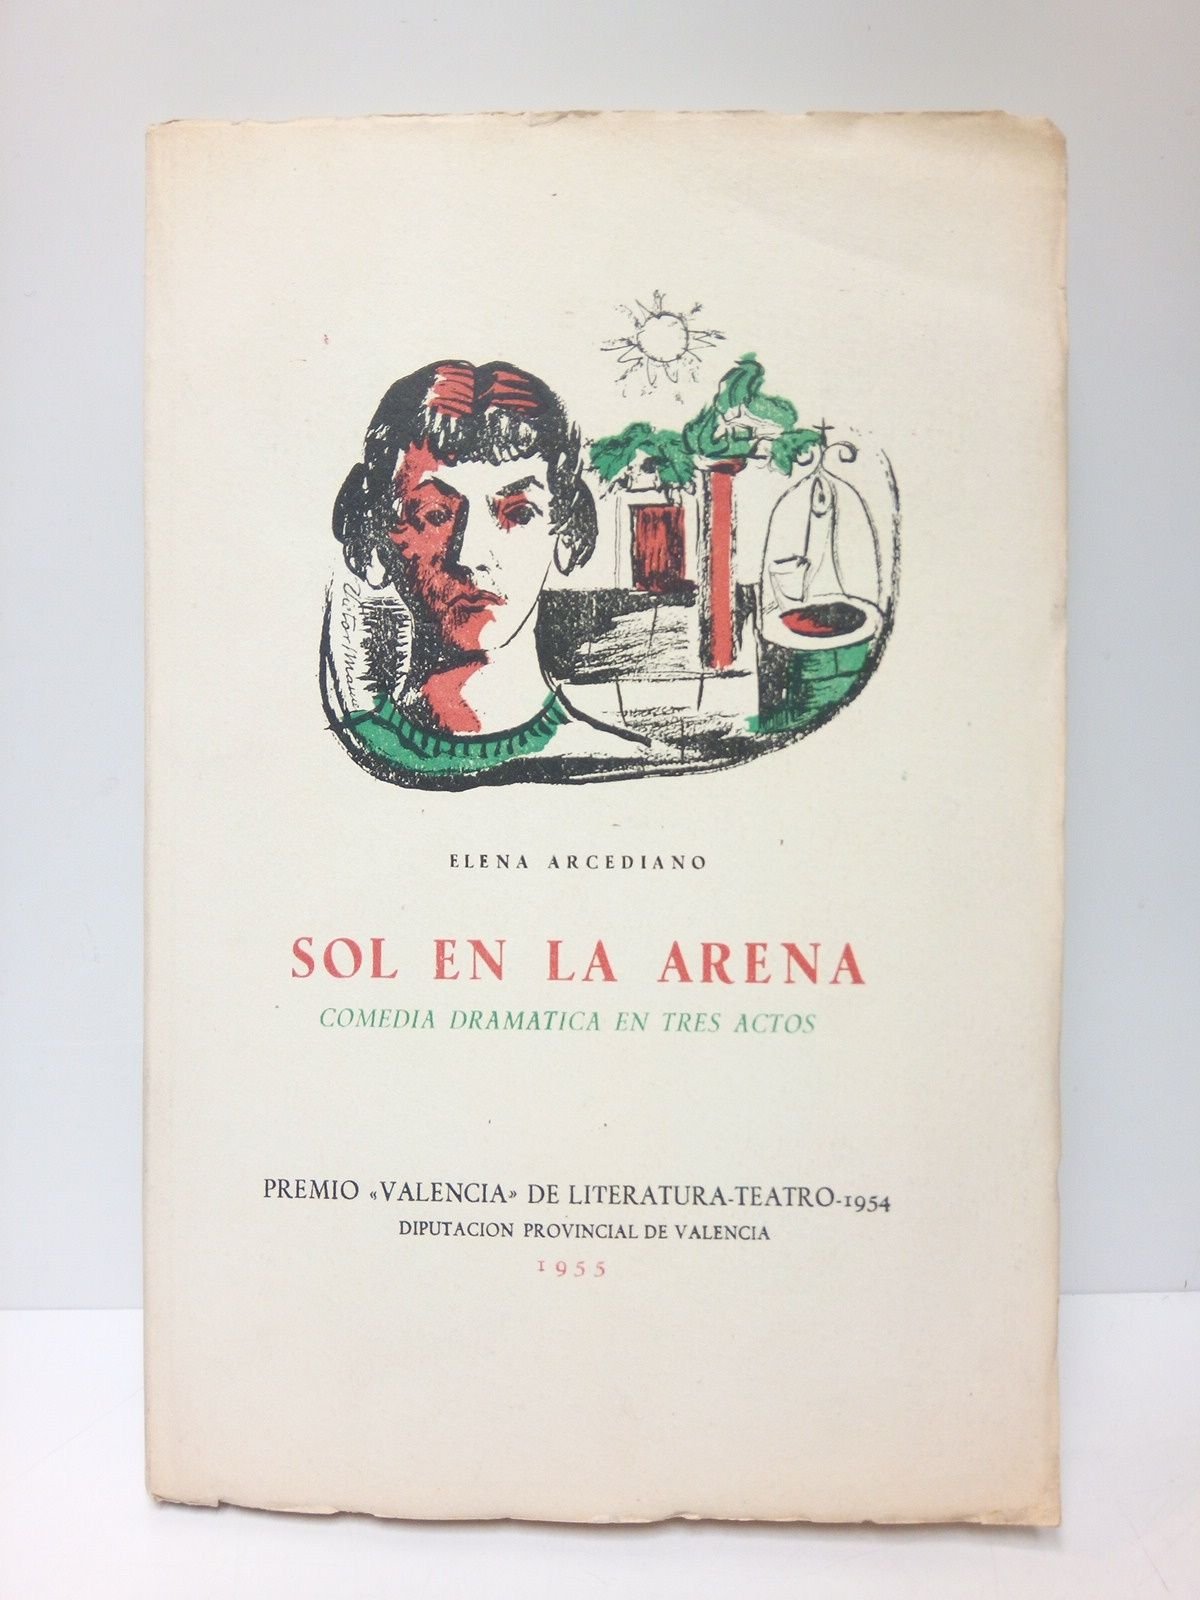 ELENA ARCEDIANO
SOL EN LA ARENA
COMEDIA DRAMATICA EN TRES ACTOS
PREMIO «VALENCIA» DE LITERATURA-TEATRO-1954
DIPUTACION PROVINCIAL DE VALENCIA
1955